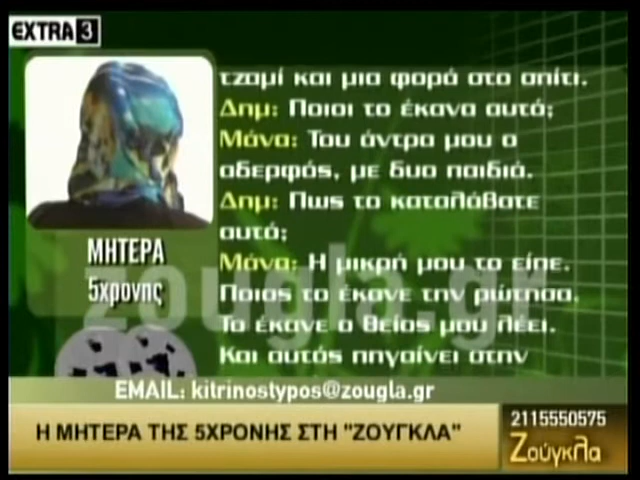 EXTRA 3
τζαμί και μια φορά στο σπίτι.
Δημ: Ποιοι το έκανα αυτά;
Μάνα: Του άντρα μου ο
αδερφός, με δυο παιδιά.
Δημ: Πως το καταλάβατε
αυτό;
Μάνα: Η μικρή μου το είπε.
Ποιος το έκανε την ρώτησα.
Το έκανε ο θείος μού λέει.
Και αυτός πηγαίνει στην
ΜΗΤΕΡΑ
5χρονης
zougla.gr
EMAIL: kitrinostypos@zougla.gr
Η ΜΗΤΕΡΑ ΤΗΣ 5ΧΡΟΝΗΣ ΣΤΗ "ΖΟΥΓΚΛΑ"
2115550575
Ζούγκλα